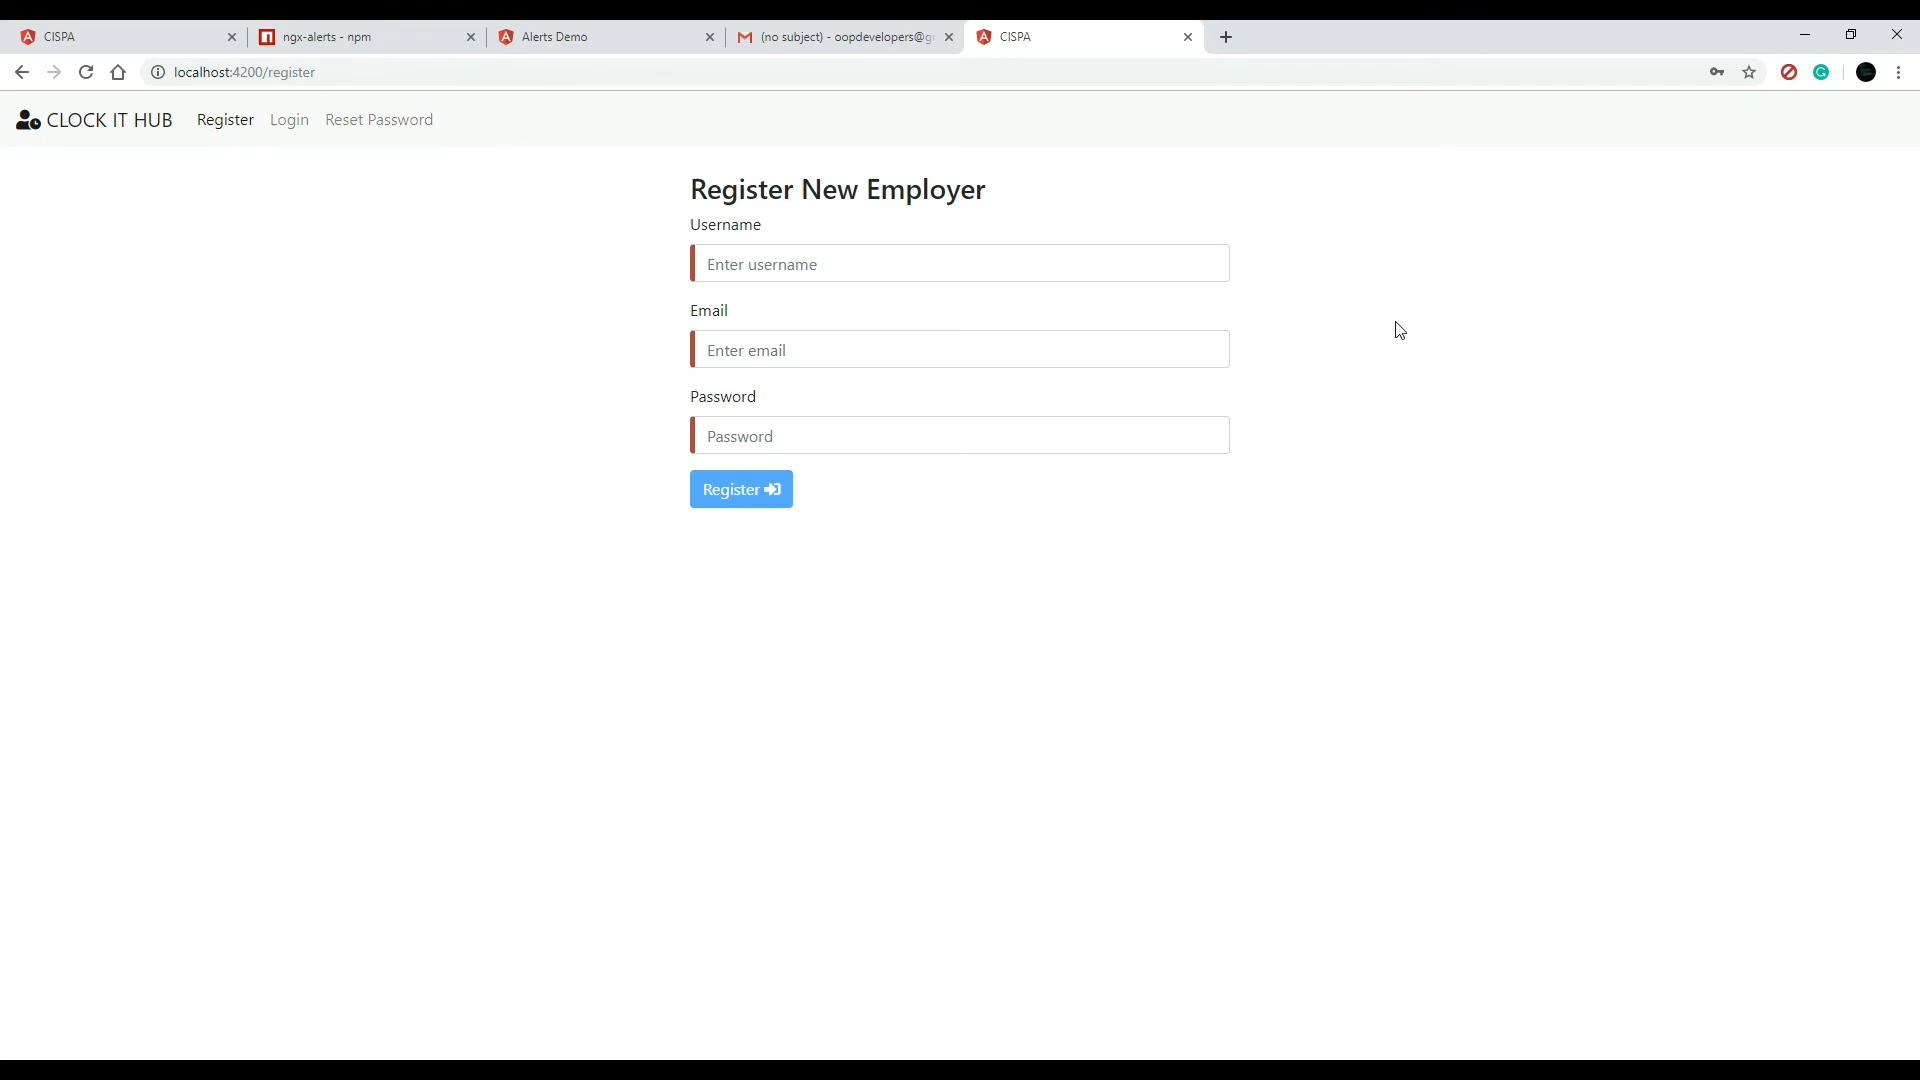 CISPA
ngx-alerts - npm
Alerts Demo
(no subject) - oopdevelopers@g
CISPA
localhost:4200/register
CLOCK IT HUB Register Login Reset Password
Register New Employer
Username
Enter username
Email
Enter email
Password
Password
Register